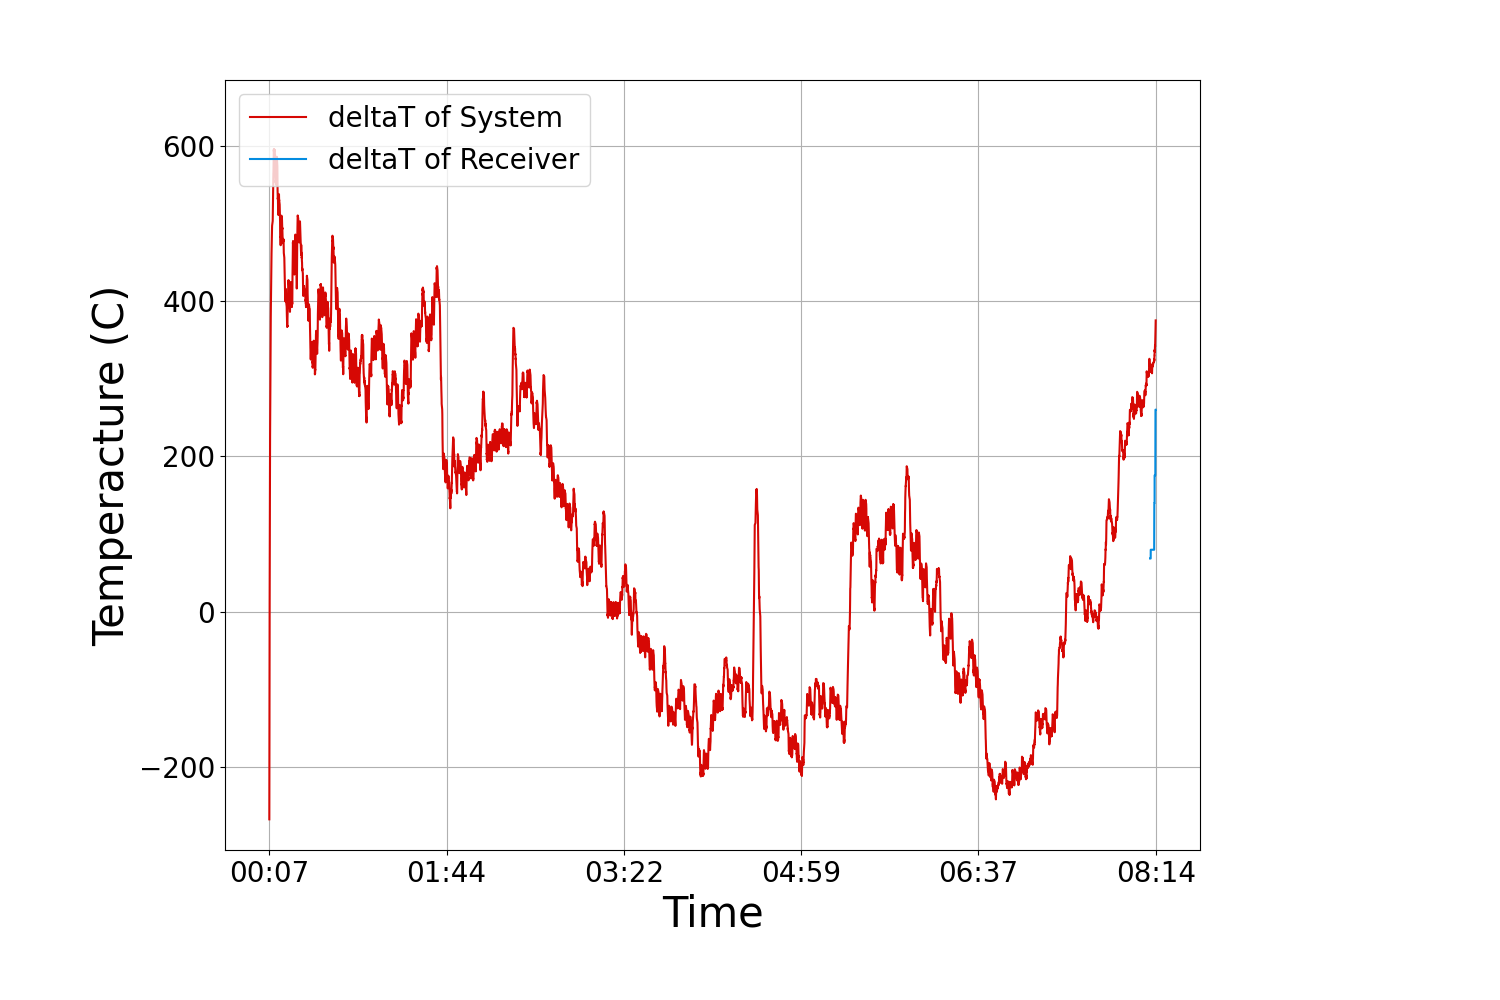 deltaT of System
deltaT of Receiver
600
400
200
0
−200
Temperacture (C)
00:07 01:44 03:22 04:59 06:37 08:14
Time